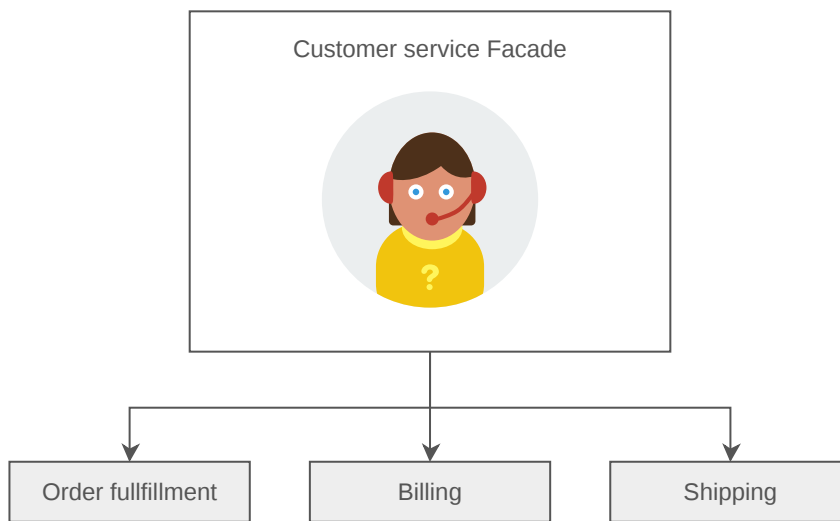 Customer service Facade
?
Order fullfillment
Billing
Shipping